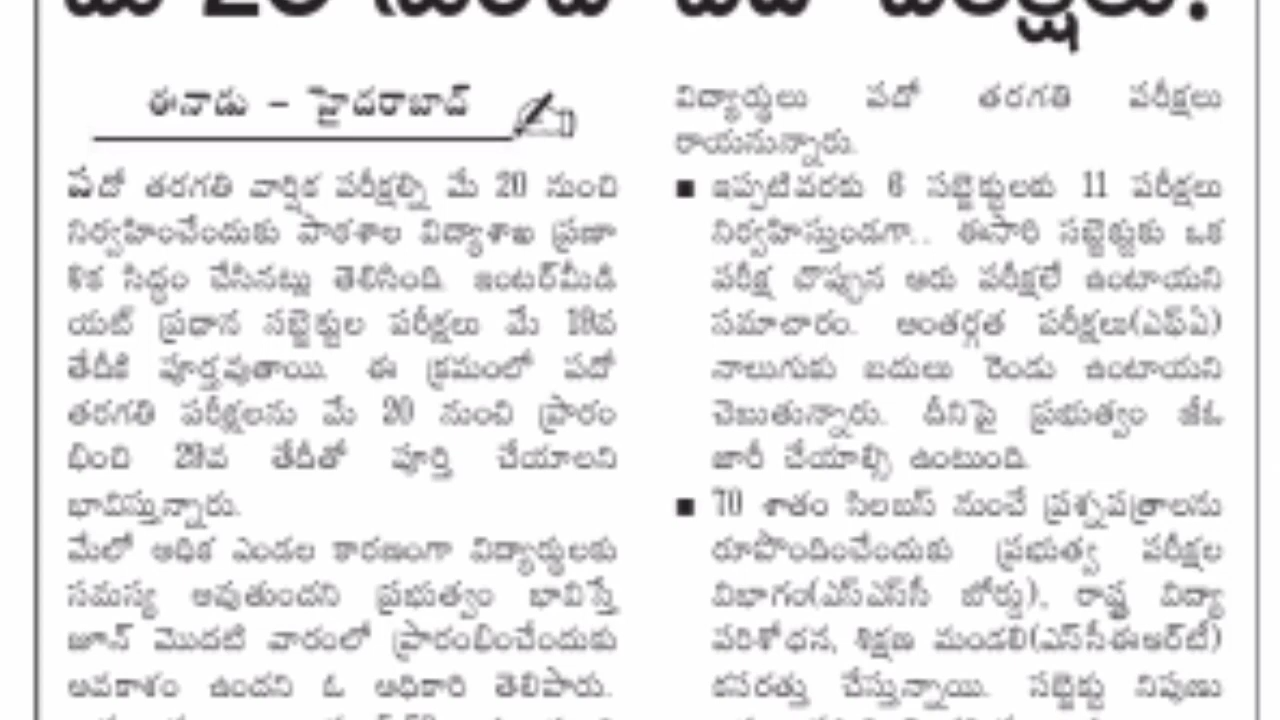 ఈనాడు - హైదరాబాద్
పదో తరగతి వార్షిక పరీక్షల్ని మే 20 నుంచి
నిర్వహించేందుకు పాఠశాల విద్యాశాఖ ప్రణా
ళిక సిద్ధం చేసినట్లు తెలిసింది. ఇంటర్‌మీడి
యట్ ప్రధాన సబ్జెక్టుల పరీక్షలు మే 19వ
తేదీకి పూర్తవుతాయి. ఈ క్రమంలో పదో
తరగతి పరీక్షలను మే 20 నుంచి ప్రారం
భించి 29వ తేదీతో పూర్తి చేయాలని
భావిస్తున్నారు.
మేలో అధిక ఎండల కారణంగా విద్యార్థులకు
సమస్య అవుతుందని ప్రభుత్వం భావిస్తే
జూన్ మొదటి వారంలో ప్రారంభించేందుకు
అవకాశం ఉందని ఓ అధికారి తెలిపారు.
విద్యార్థులు పదో తరగతి పరీక్షలు
రాయనున్నారు.
■ ఇప్పటివరకు 6 సబ్జెక్టులకు 11 పరీక్షలు
నిర్వహిస్తుండగా.. ఈసారి సబ్జెక్టుకు ఒక
పరీక్ష చొప్పున ఆరు పరీక్షలే ఉంటాయని
సమాచారం. అంతర్గత పరీక్షలు(ఎఫ్ఏ)
నాలుగుకు బదులు రెండు ఉంటాయని
చెబుతున్నారు. దీనిపై ప్రభుత్వం జీఓ
జారీ చేయాల్సి ఉంటుంది.
■ 70 శాతం సిలబస్ నుంచే ప్రశ్నపత్రాలను
రూపొందించేందుకు ప్రభుత్వ పరీక్షల
విభాగం(ఎస్ఎస్‌సీ బోర్డు), రాష్ట్ర విద్యా
పరిశోధన, శిక్షణ మండలి(ఎస్‌సీఈఆర్‌టీ)
కసరత్తు చేస్తున్నాయి. సబ్జెక్టు నిపుణు